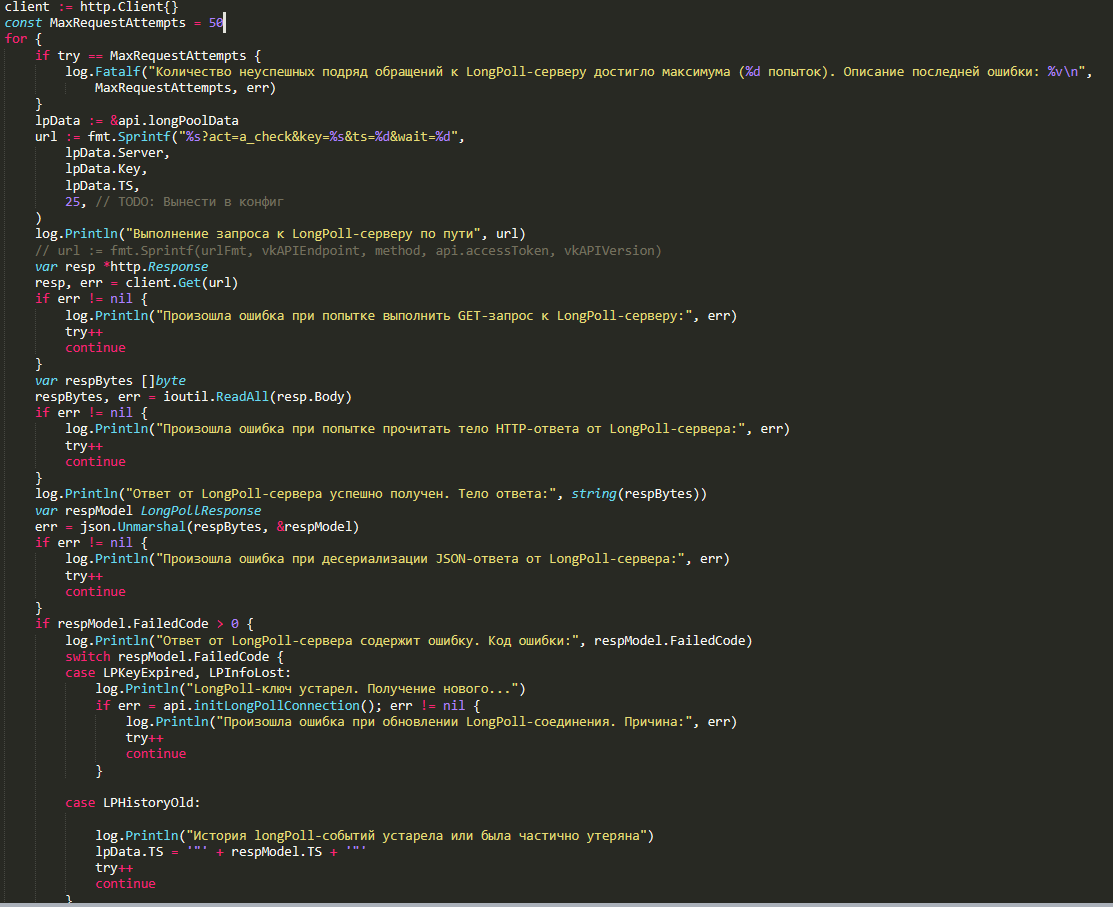 client := http.Client{}
const MaxRequestAttempts = 50
for {
if try == MaxRequestAttempts {
log.Fatalf("Количество неуспешных подряд обращений к LongPoll-серверу достигло максимума (%d попыток). Описание последней ошибки: %v\n",
MaxRequestAttempts, err)
}
lpData := &api.longPoolData
url := fmt.Sprintf("%s?act=a_check&key=%s&ts=%d&wait=%d",
lpData.Server,
lpData.Key,
lpData.TS,
25, // TODO: Вынести в конфиг
)
log.Println("Выполнение запроса к LongPoll-серверу по пути", url)
// url := fmt.Sprintf(urlFmt, vkAPIEndpoint, method, api.accessToken, vkAPIVersion)
var resp *http.Response
resp, err = client.Get(url)
if err != nil {
log.Println("Произошла ошибка при попытке выполнить GET-запрос к LongPoll-серверу:", err)
try++
continue
}
var respBytes []byte
respBytes, err = ioutil.ReadAll(resp.Body)
if err != nil {
log.Println("Произошла ошибка при попытке прочитать тело HTTP-ответа от LongPoll-сервера:", err)
try++
continue
}
log.Println("Ответ от LongPoll-сервера успешно получен. Тело ответа:", string(respBytes))
var respModel LongPollResponse
err = json.Unmarshal(respBytes, &respModel)
if err != nil {
log.Println("Произошла ошибка при десериализации JSON-ответа от LongPoll-сервера:", err)
try++
continue
}
if respModel.FailedCode > 0 {
log.Println("Ответ от LongPoll-сервера содержит ошибку. Код ошибки:", respModel.FailedCode)
switch respModel.FailedCode {
case LPKeyExpired, LPInfoLost:
log.Println("LongPoll-ключ устарел. Получение нового...")
if err = api.initLongPollConnection(); err != nil {
log.Println("Произошла ошибка при обновлении LongPoll-соединения. Причина:", err)
try++
continue
}
case LPHistoryOld:
log.Println("История longPoll-событий устарела или была частично утеряна")
lpData.TS = '"' + respModel.TS + '"'
try++
continue
}